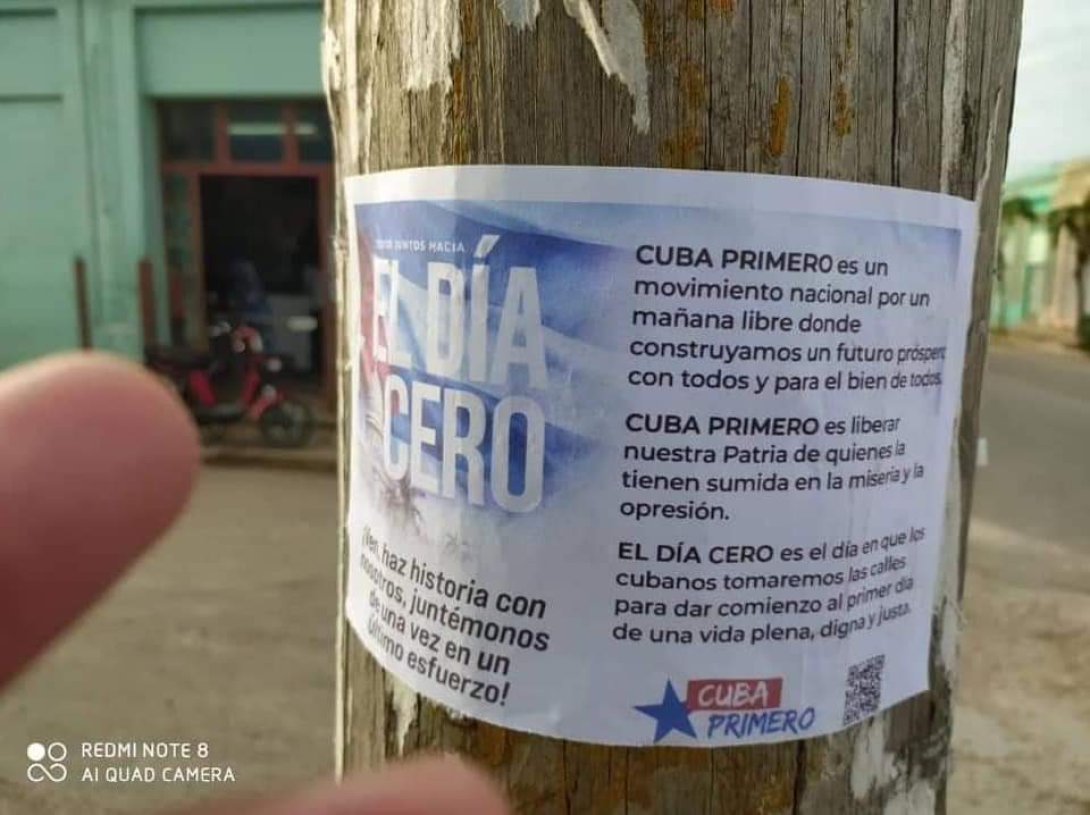 JUNTOS HACIA
EL DÍA
CERO
¡Ven, haz historia con
nosotros, juntémonos
de una vez en un
último esfuerzo!
CUBA PRIMERO es un
movimiento nacional por un
mañana libre donde
construyamos un futuro próspero
con todos y para el bien de todos.
CUBA PRIMERO es liberar
nuestra Patria de quienes la
tienen sumida en la miseria y la
opresión.
EL DÍA CERO es el día en que los
cubanos tomaremos las calles
para dar comienzo al primer día
de una vida plena, digna y justa.
CUBA
PRIMERO
REDMI NOTE 8
AI QUAD CAMERA